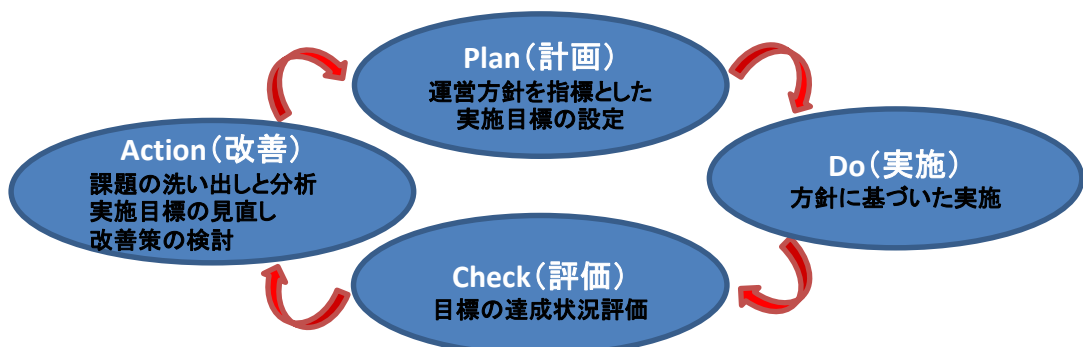 Plan（計画）
運営方針を指標とした
実施目標の設定
Do（実施）
方針に基づいた実施
Check（評価）
目標の達成状況評価
Action（改善）
課題の洗い出しと分析
実施目標の見直し
改善策の検討